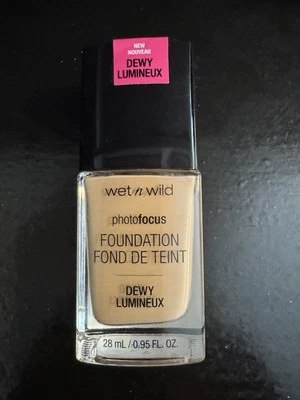 NEW
NOUVEAU
DEWY
LUMINEUX
wet n wild
photofocus
FOUNDATION
FOND DE TEINT
DEWY
LUMINEUX
28 mL / 0.95 FL. OZ.